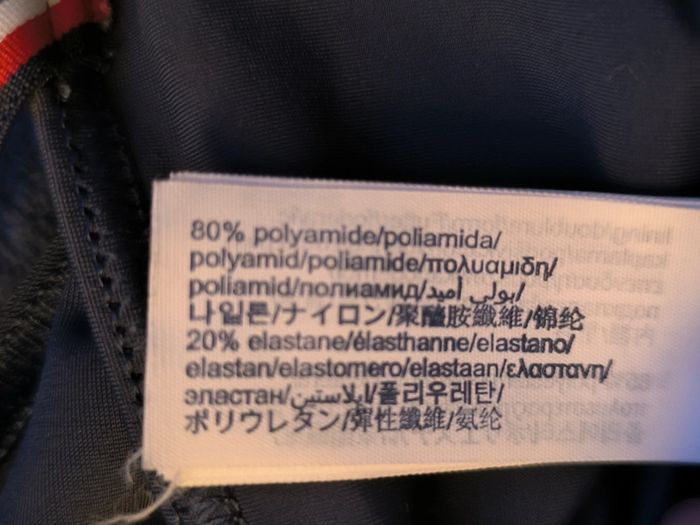 80% polyamide/poliamida/
polyamid/poliamide/πολυαμιδη/
poliamid/полиамид/بولي أميد/
나일론/ナイロン/聚醯胺纖維/锦纶
20% elastane/élasthanne/elastano/
elastan/elastomero/elastaan/ελαστανη/
эластан/إيلاستين/폴리우레탄/
ポリウレタン/彈性纖維/氨纶